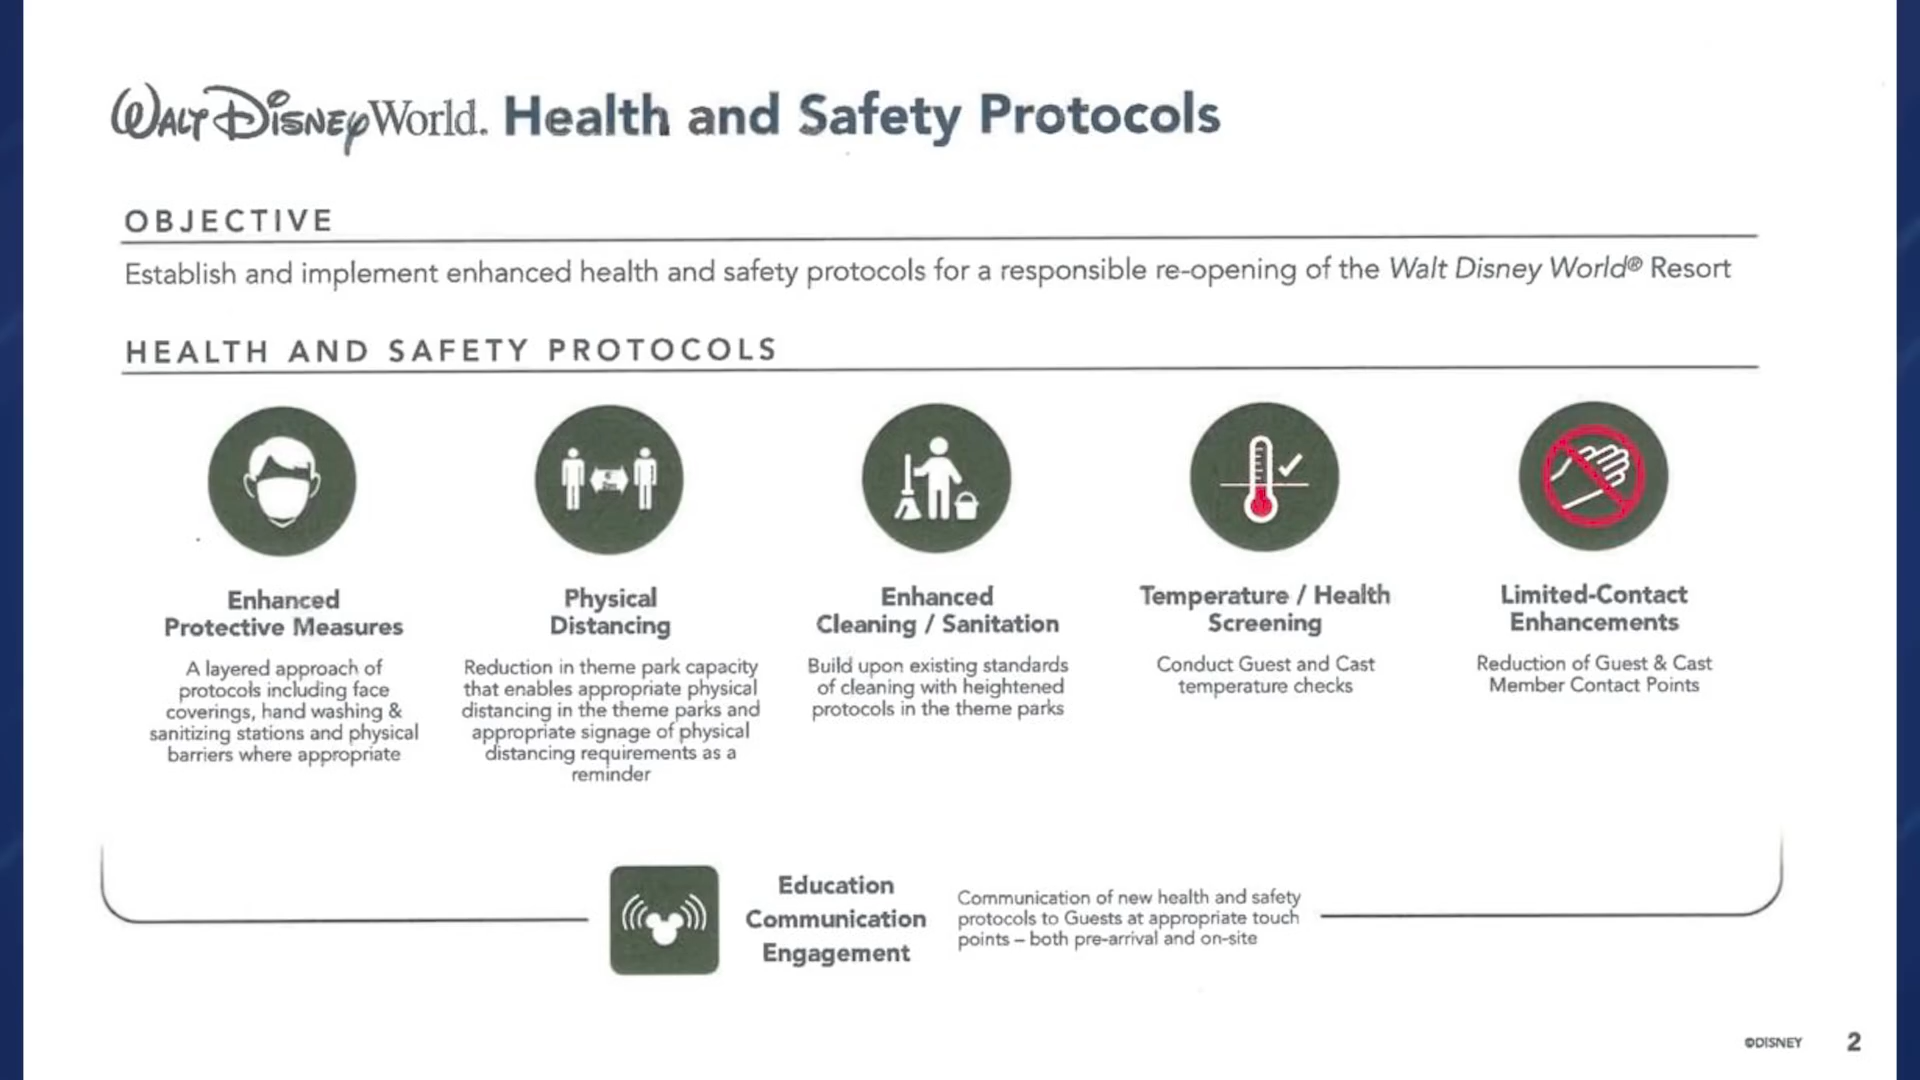 WALT DISNEY World. Health and Safety Protocols
OBJECTIVE
Establish and implement enhanced health and safety protocols for a responsible re-opening of the Walt Disney World® Resort
HEALTH AND SAFETY PROTOCOLS
Enhanced
Protective Measures
A layered approach of
protocols including face
coverings, hand washing &
sanitizing stations and physical
barriers where appropriate
Physical
Distancing
Reduction in theme park capacity
that enables appropriate physical
distancing in the theme parks and
appropriate signage of physical
distancing requirements as a
reminder
Enhanced
Cleaning / Sanitation
Build upon existing standards
of cleaning with heightened
protocols in the theme parks
Temperature / Health
Screening
Conduct Guest and Cast
temperature checks
Limited-Contact
Enhancements
Reduction of Guest & Cast
Member Contact Points
Education
Communication
Engagement
Communication of new health and safety
protocols to Guests at appropriate touch
points – both pre-arrival and on-site
©DISNEY 2